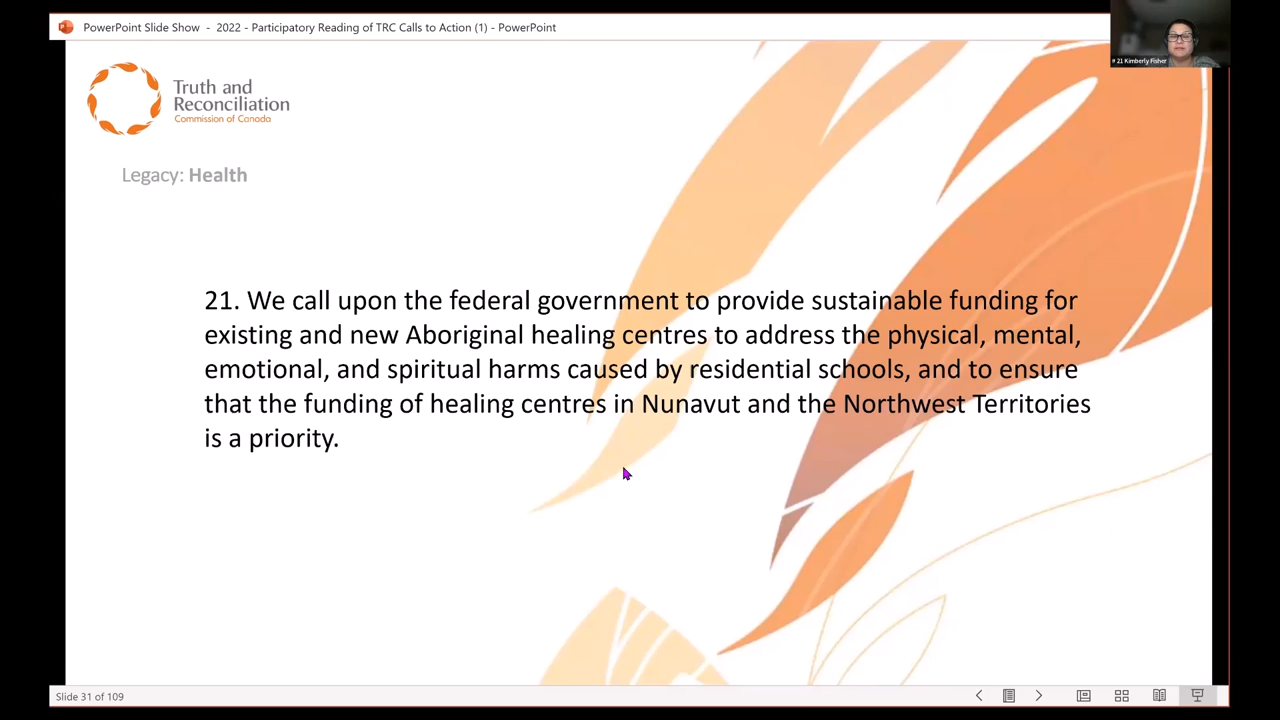 PowerPoint Slide Show - 2022 - Participatory Reading of TRC Calls to Action (1) - PowerPoint
# 21 Kimberly Fisher
Truth and
Reconciliation
Commission of Canada
Legacy: Health
21. We call upon the federal government to provide sustainable funding for
existing and new Aboriginal healing centres to address the physical, mental,
emotional, and spiritual harms caused by residential schools, and to ensure
that the funding of healing centres in Nunavut and the Northwest Territories
is a priority.
Slide 31 of 109